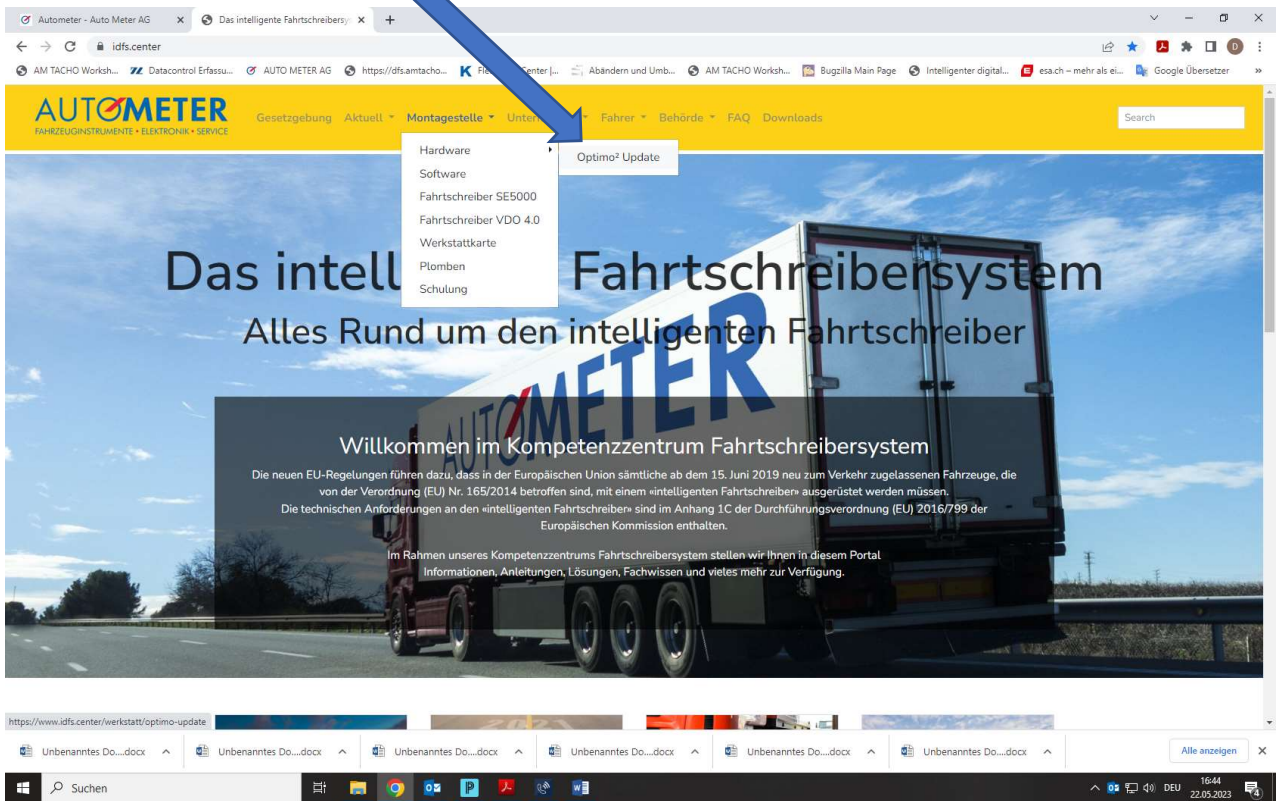 Autometer - Auto Meter AG
Das intelligente Fahrtschreibersy
idfs.center
AM TACHO Worksh...
Datacontrol Erfassu...
AUTO METER AG
https://dfs.amtacho...
Center |...
Abändern und Umb...
AM TACHO Worksh...
Bugzilla Main Page
Intelligenter digital...
esa.ch – mehr als ei...
Google Übersetzer
»
AUTOMETER
FAHRZEUGINSTRUMENTE • ELEKTRONIK • SERVICE
Gesetzgebung
Aktuell
Montagestelle
Fahrer
Behörde
FAQ
Downloads
Search
Hardware
Optimo² Update
Software
Fahrtschreiber SE5000
Fahrtschreiber VDO 4.0
Werkstattkarte
Plomben
Schulung
Das intell Fahrtschreibersystem
Alles Rund um den intelligenten Fahrtschreiber
AUTOMETER
Willkommen im Kompetenzzentrum Fahrtschreibersystem
Die neuen EU-Regelungen führen dazu, dass in der Europäischen Union sämtliche ab dem 15. Juni 2019 neu zum Verkehr zugelassenen Fahrzeuge, die
von der Verordnung (EU) Nr. 165/2014 betroffen sind, mit einem «intelligenten Fahrtschreiber» ausgerüstet werden müssen.
Die technischen Anforderungen an den «intelligenten Fahrtschreiber» sind im Anhang 1C der Durchführungsverordnung (EU) 2016/799 der
Europäischen Kommission enthalten.
Im Rahmen unseres Kompetenzzentrums Fahrtschreibersystem stellen wir Ihnen in diesem Portal
Informationen, Anleitungen, Lösungen, Fachwissen und vieles mehr zur Verfügung.
https://www.idfs.center/werkstatt/optimo-update
2021
Unbenanntes Do....docx
Unbenanntes Do....docx
Unbenanntes Do....docx
Unbenanntes Do....docx
Unbenanntes Do....docx
Unbenanntes Do....docx
Alle anzeigen
Suchen
DEU
16:44
22.05.2023